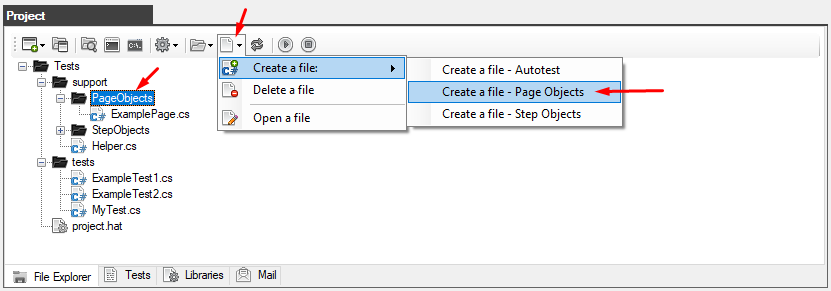 Project
Tests
support
PageObjects
ExamplePage.cs
StepObjects
Helper.cs
tests
ExampleTest1.cs
ExampleTest2.cs
MyTest.cs
project.hat
Create a file:
Delete a file
Open a file
Create a file - Autotest
Create a file - Page Objects
Create a file - Step Objects
File Explorer
Tests
Libraries
Mail